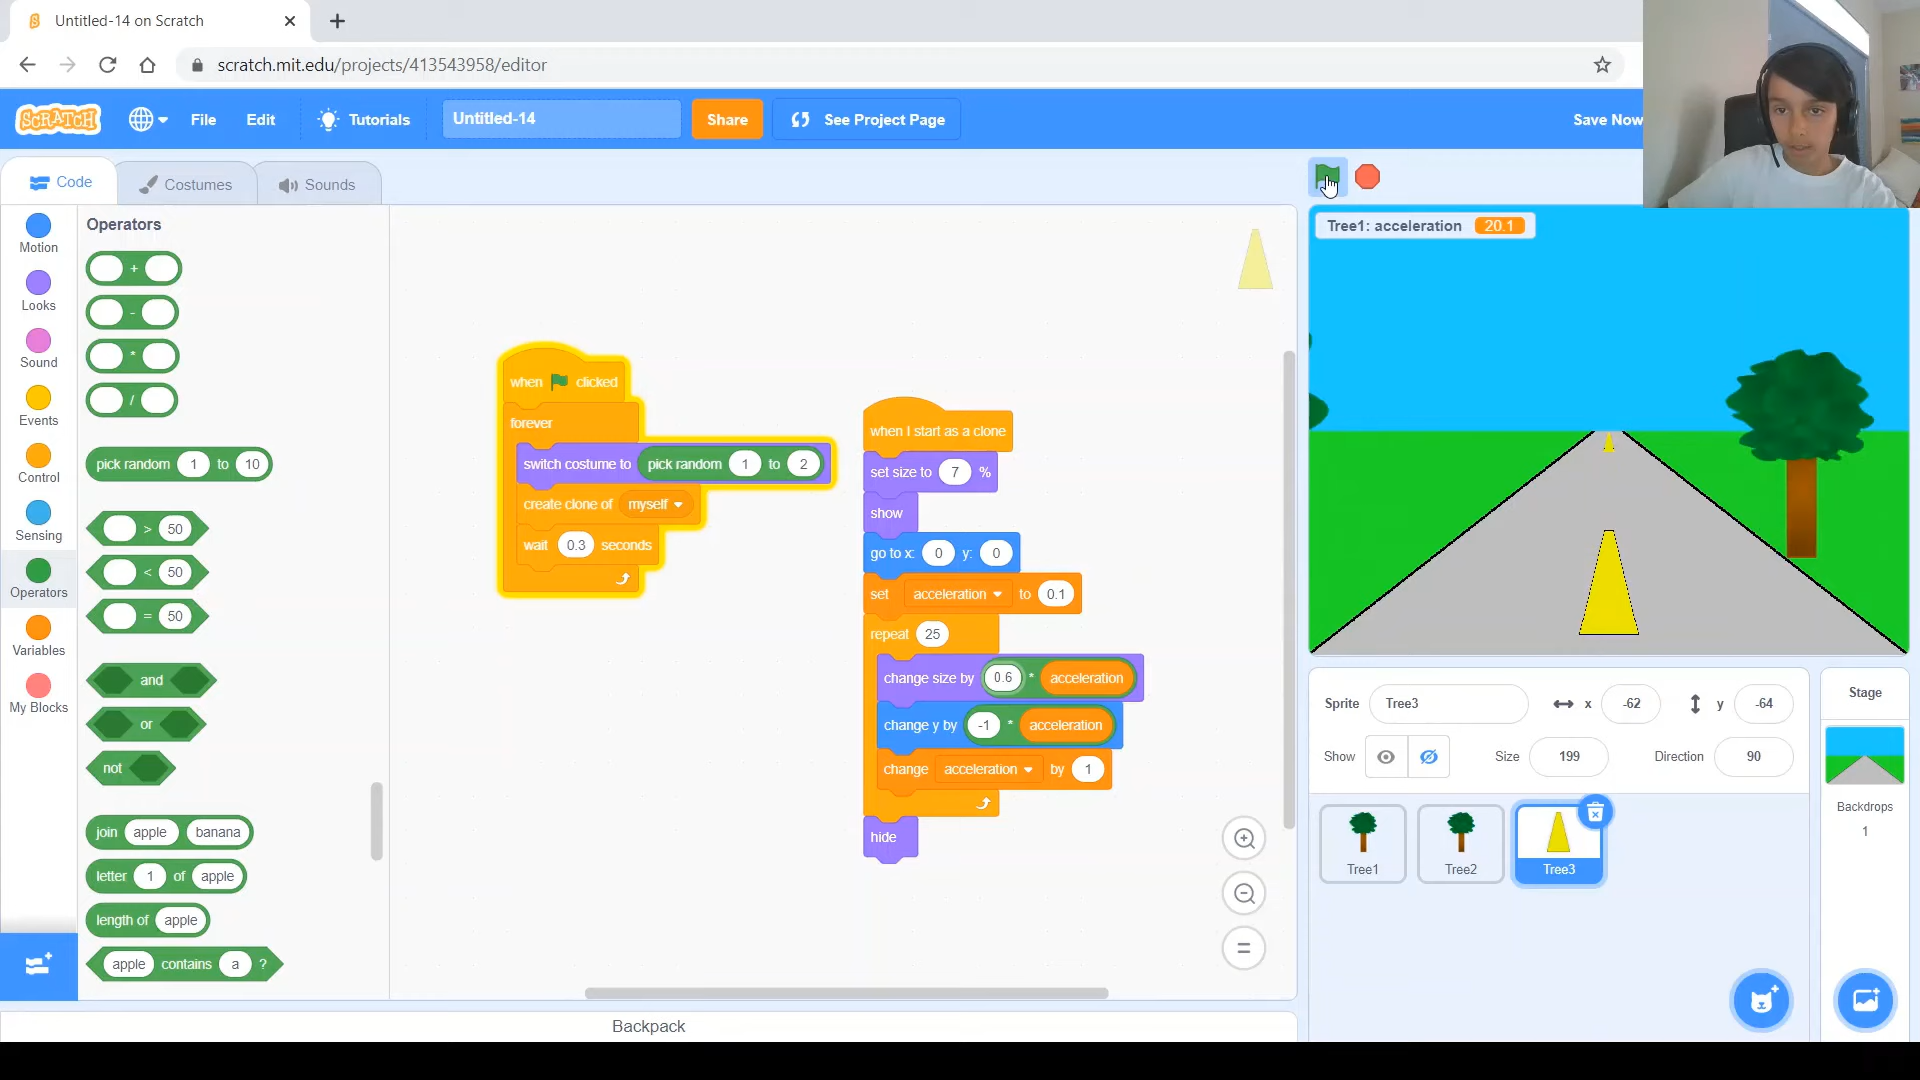 Untitled-14 on Scratch
scratch.mit.edu/projects/413543958/editor
SCRATCH
File
Edit
Tutorials
Untitled-14
Share
See Project Page
Save Now
Code
Costumes
Sounds
Motion
Looks
Sound
Events
Control
Sensing
Operators
Variables
My Blocks
Operators
+
-
*
/
pick random 1 to 10
> 50
< 50
= 50
and
or
not
join apple banana
letter 1 of apple
length of apple
apple contains a ?
when clicked
forever
switch costume to pick random 1 to 2
create clone of myself
wait 0.3 seconds
when I start as a clone
set size to 7 %
show
go to x: 0 y: 0
set acceleration to 0.1
repeat 25
change size by 0.6 * acceleration
change y by -1 * acceleration
change acceleration by 1
hide
Backpack
Tree1: acceleration 20.1
Sprite Tree3 x -62 y -64
Show Size 199 Direction 90
Tree1
Tree2
Tree3
Stage
Backdrops
1